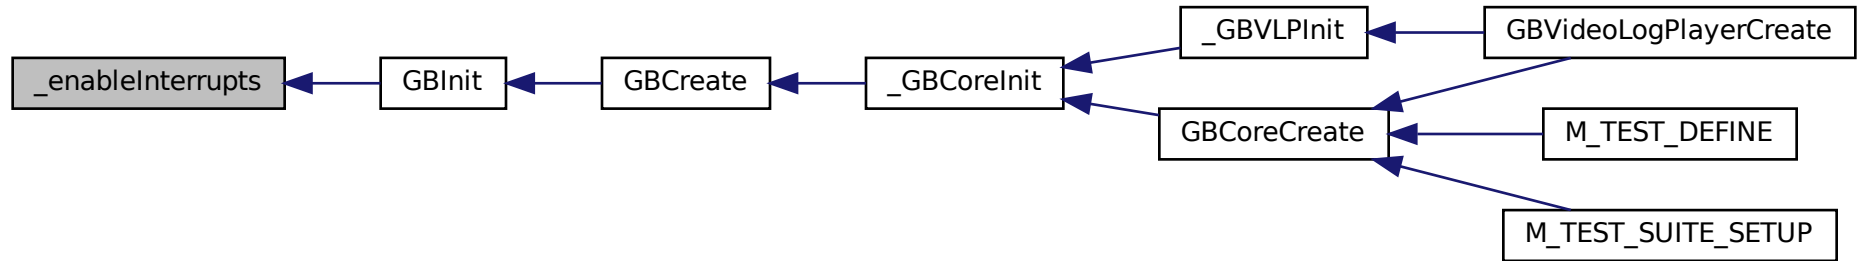 _enableInterrupts
GBInit
GBCreate
_GBCoreInit
_GBVLPInit
GBVideoLogPlayerCreate
GBCoreCreate
M_TEST_DEFINE
M_TEST_SUITE_SETUP